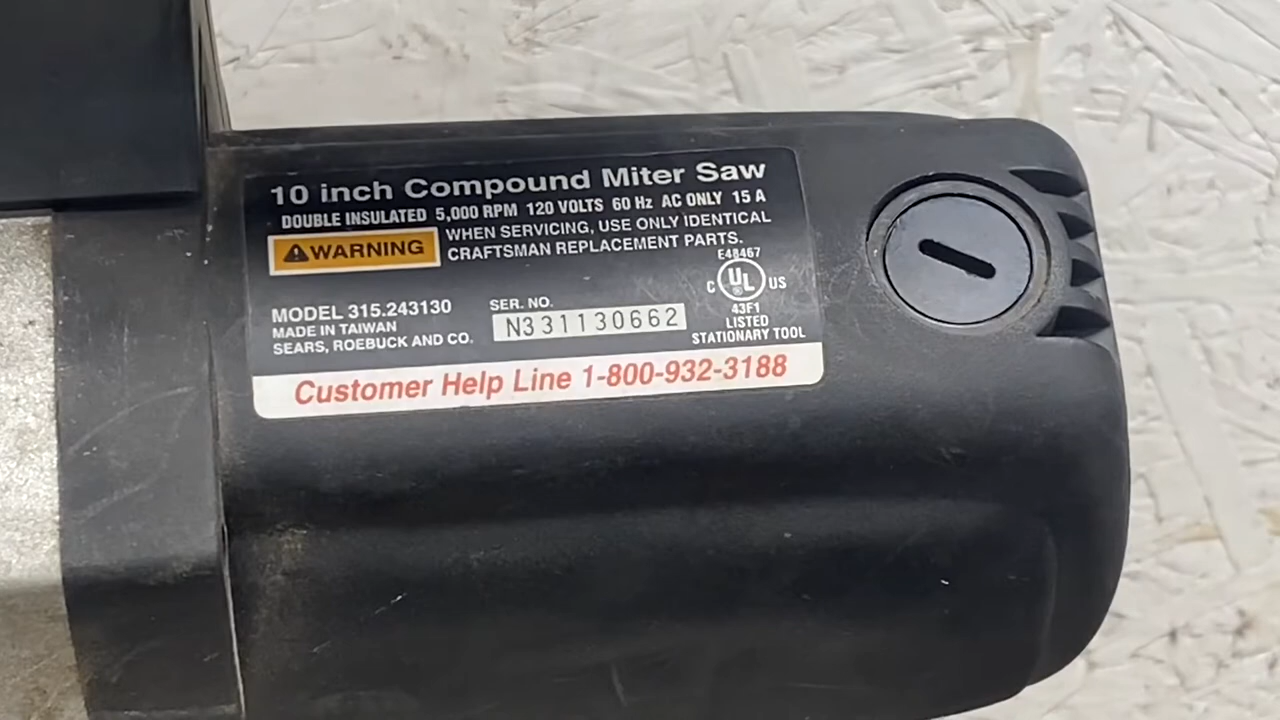 10 inch Compound Miter Saw
DOUBLE INSULATED 5,000 RPM 120 VOLTS 60 Hz AC ONLY 15 A
WARNING
WHEN SERVICING, USE ONLY IDENTICAL
CRAFTSMAN REPLACEMENT PARTS.
E48467
C UL US
®
43F1
LISTED
STATIONARY TOOL
MODEL 315.243130
MADE IN TAIWAN
SEARS, ROEBUCK AND CO.
SER. NO.
N331130662
Customer Help Line 1-800-932-3188